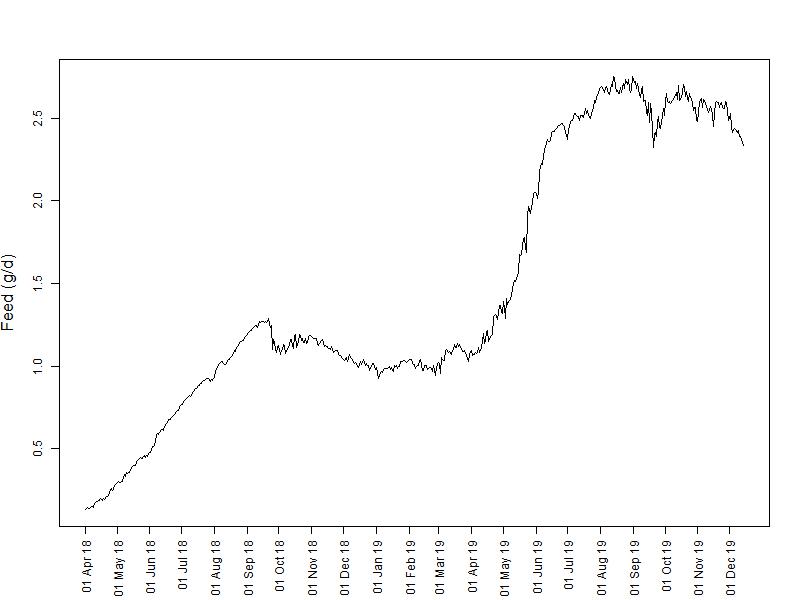 Feed (g/d)
2.5
2.0
1.5
1.0
0.5
01 Apr 18
01 May 18
01 Jun 18
01 Jul 18
01 Aug 18
01 Sep 18
01 Oct 18
01 Nov 18
01 Dec 18
01 Jan 19
01 Feb 19
01 Mar 19
01 Apr 19
01 May 19
01 Jun 19
01 Jul 19
01 Aug 19
01 Sep 19
01 Oct 19
01 Nov 19
01 Dec 19